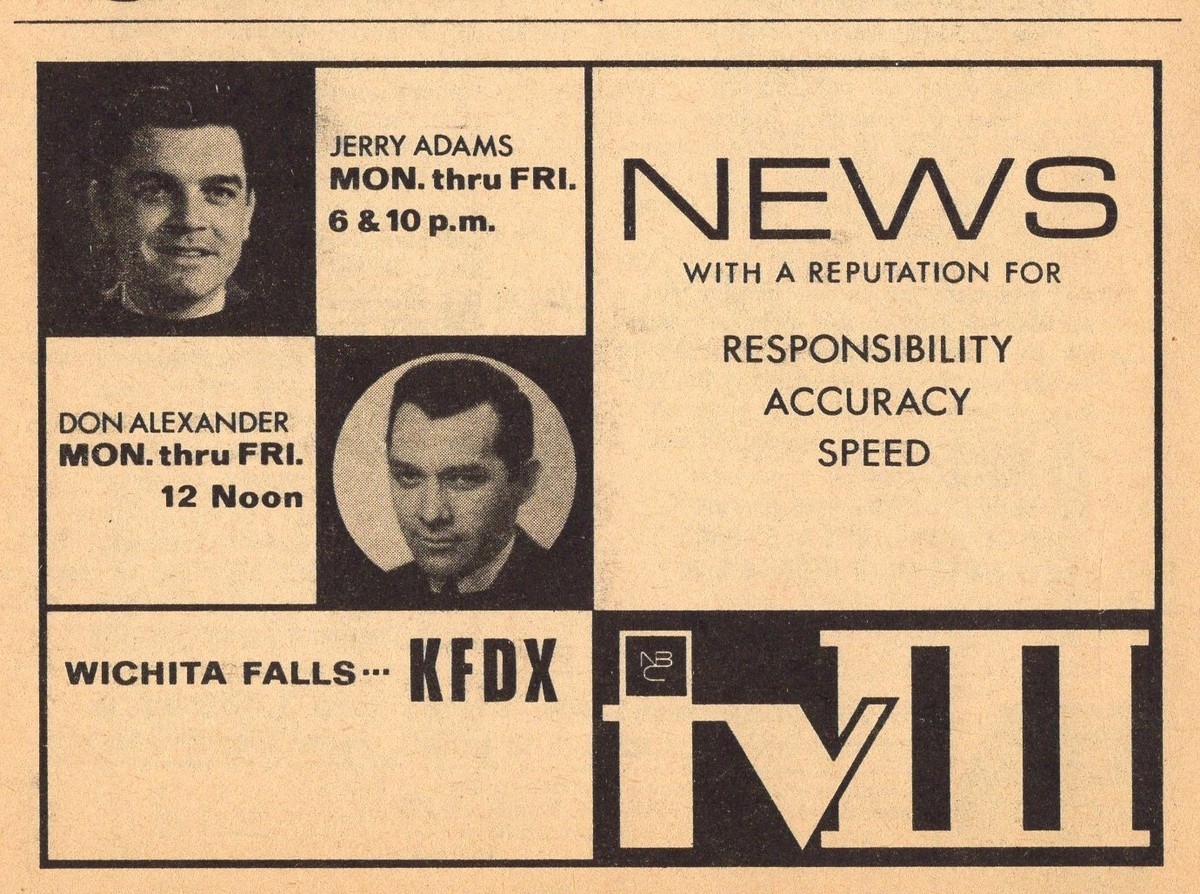 JERRY ADAMS
MON. thru FRI.
6 & 10 p.m.
DON ALEXANDER
MON. thru FRI.
12 Noon
NEWS
WITH A REPUTATION FOR
RESPONSIBILITY
ACCURACY
SPEED
WICHITA FALLS... KFDX
NBC
tv III